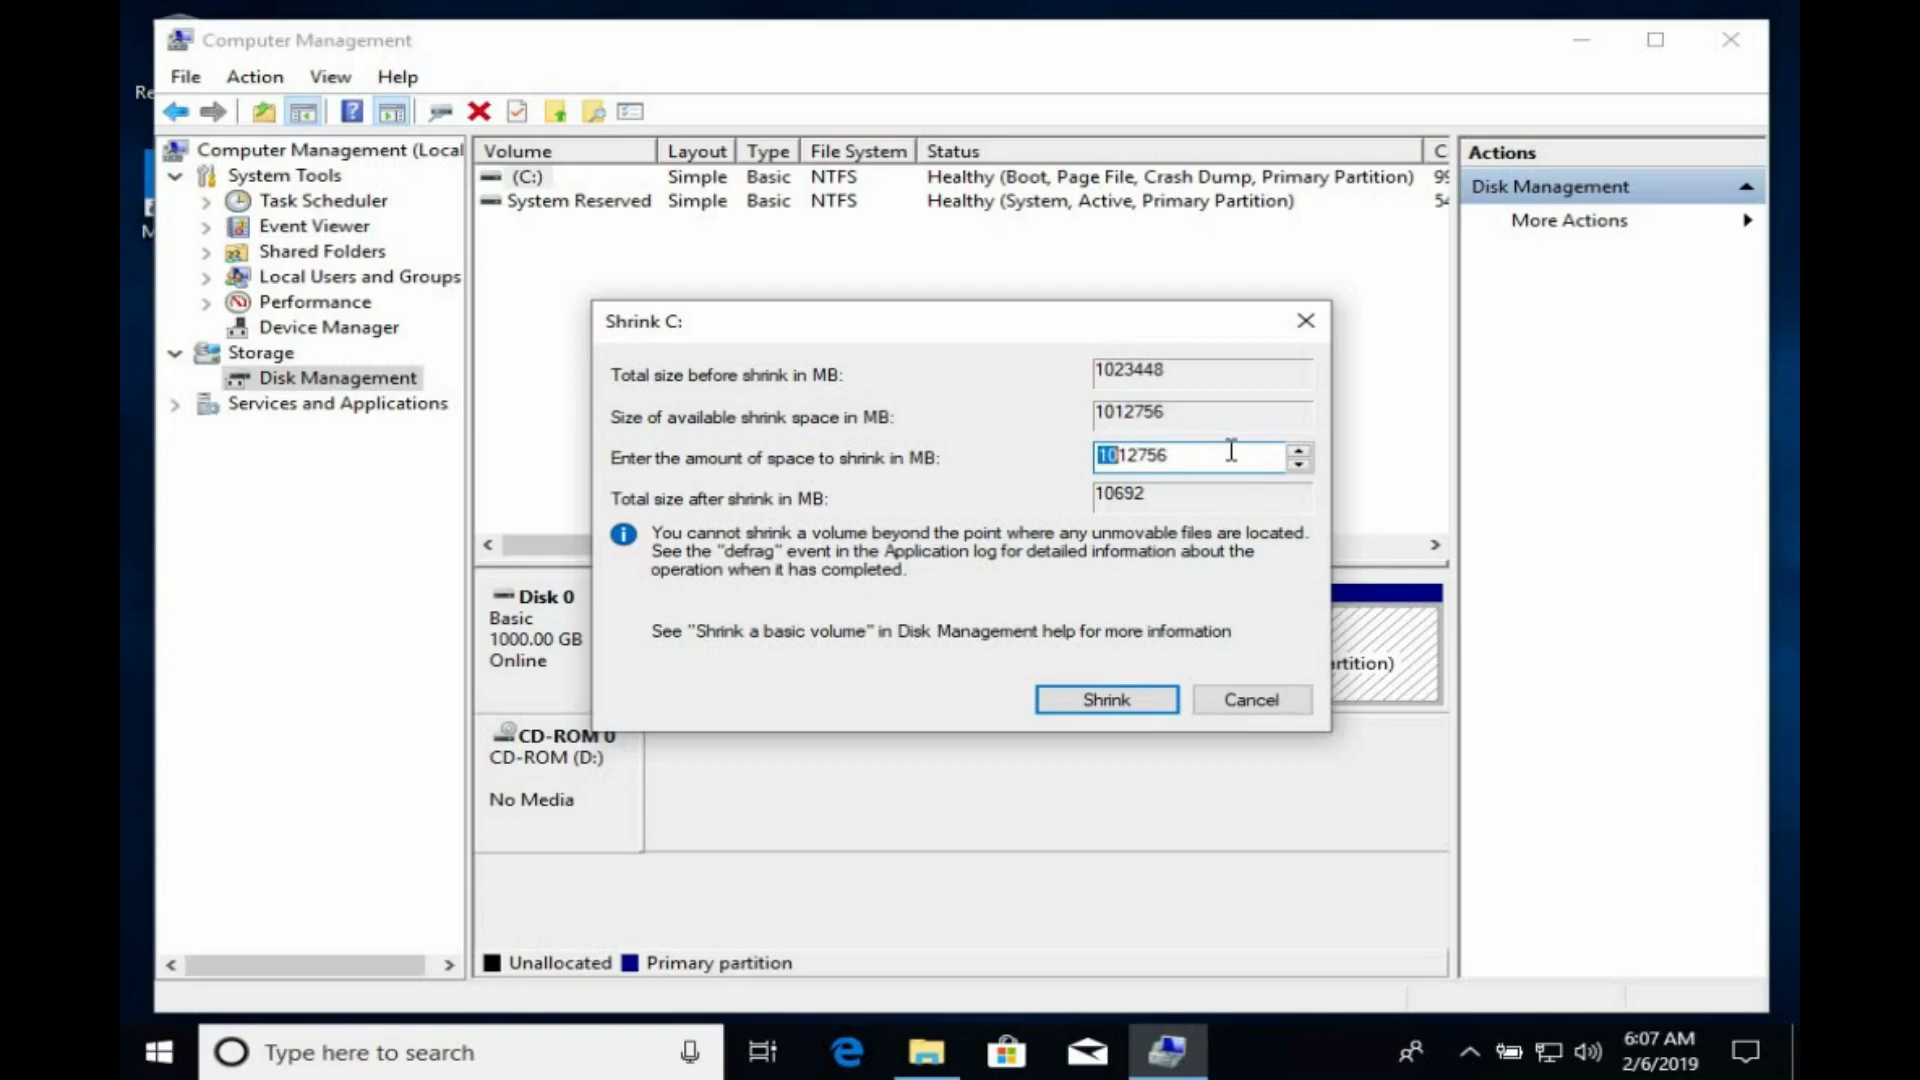 Computer Management
File Action View Help
Re
M
Computer Management (Local
System Tools
Task Scheduler
Event Viewer
Shared Folders
Local Users and Groups
Performance
Device Manager
Storage
Disk Management
Services and Applications
Volume Layout Type File System Status C
(C:) Simple Basic NTFS Healthy (Boot, Page File, Crash Dump, Primary Partition) 99
System Reserved Simple Basic NTFS Healthy (System, Active, Primary Partition) 54
Actions
Disk Management
More Actions
Shrink C:
Total size before shrink in MB: 1023448
Size of available shrink space in MB: 1012756
Enter the amount of space to shrink in MB: 1012756
Total size after shrink in MB: 10692
You cannot shrink a volume beyond the point where any unmovable files are located.
See the "defrag" event in the Application log for detailed information about the
operation when it has completed.
See "Shrink a basic volume" in Disk Management help for more information
Shrink Cancel
Disk 0
Basic
1000.00 GB
Online
artition)
CD-ROM 0
CD-ROM (D:)
No Media
Unallocated Primary partition
Type here to search
6:07 AM
2/6/2019